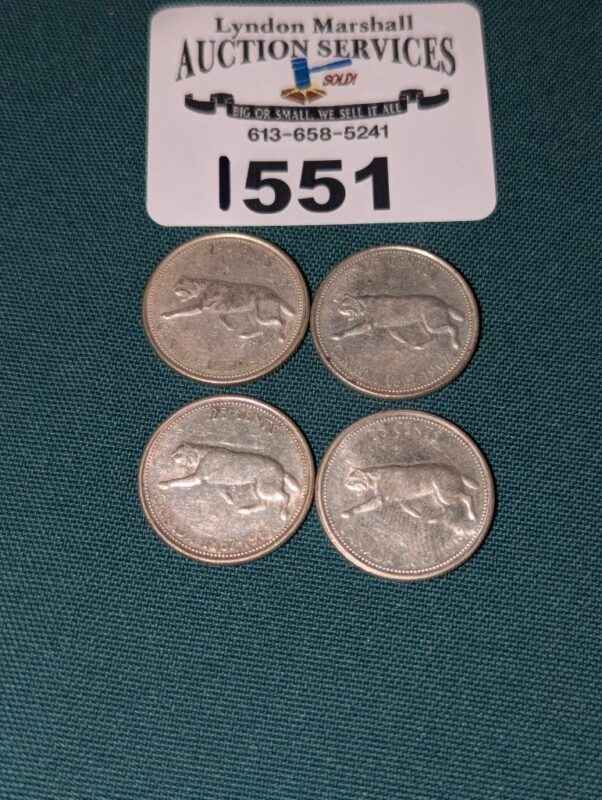 Lyndon Marshall
AUCTION SERVICES
SOLD!
BIG OR SMALL, WE SELL IT ALL
613-658-5241
1551